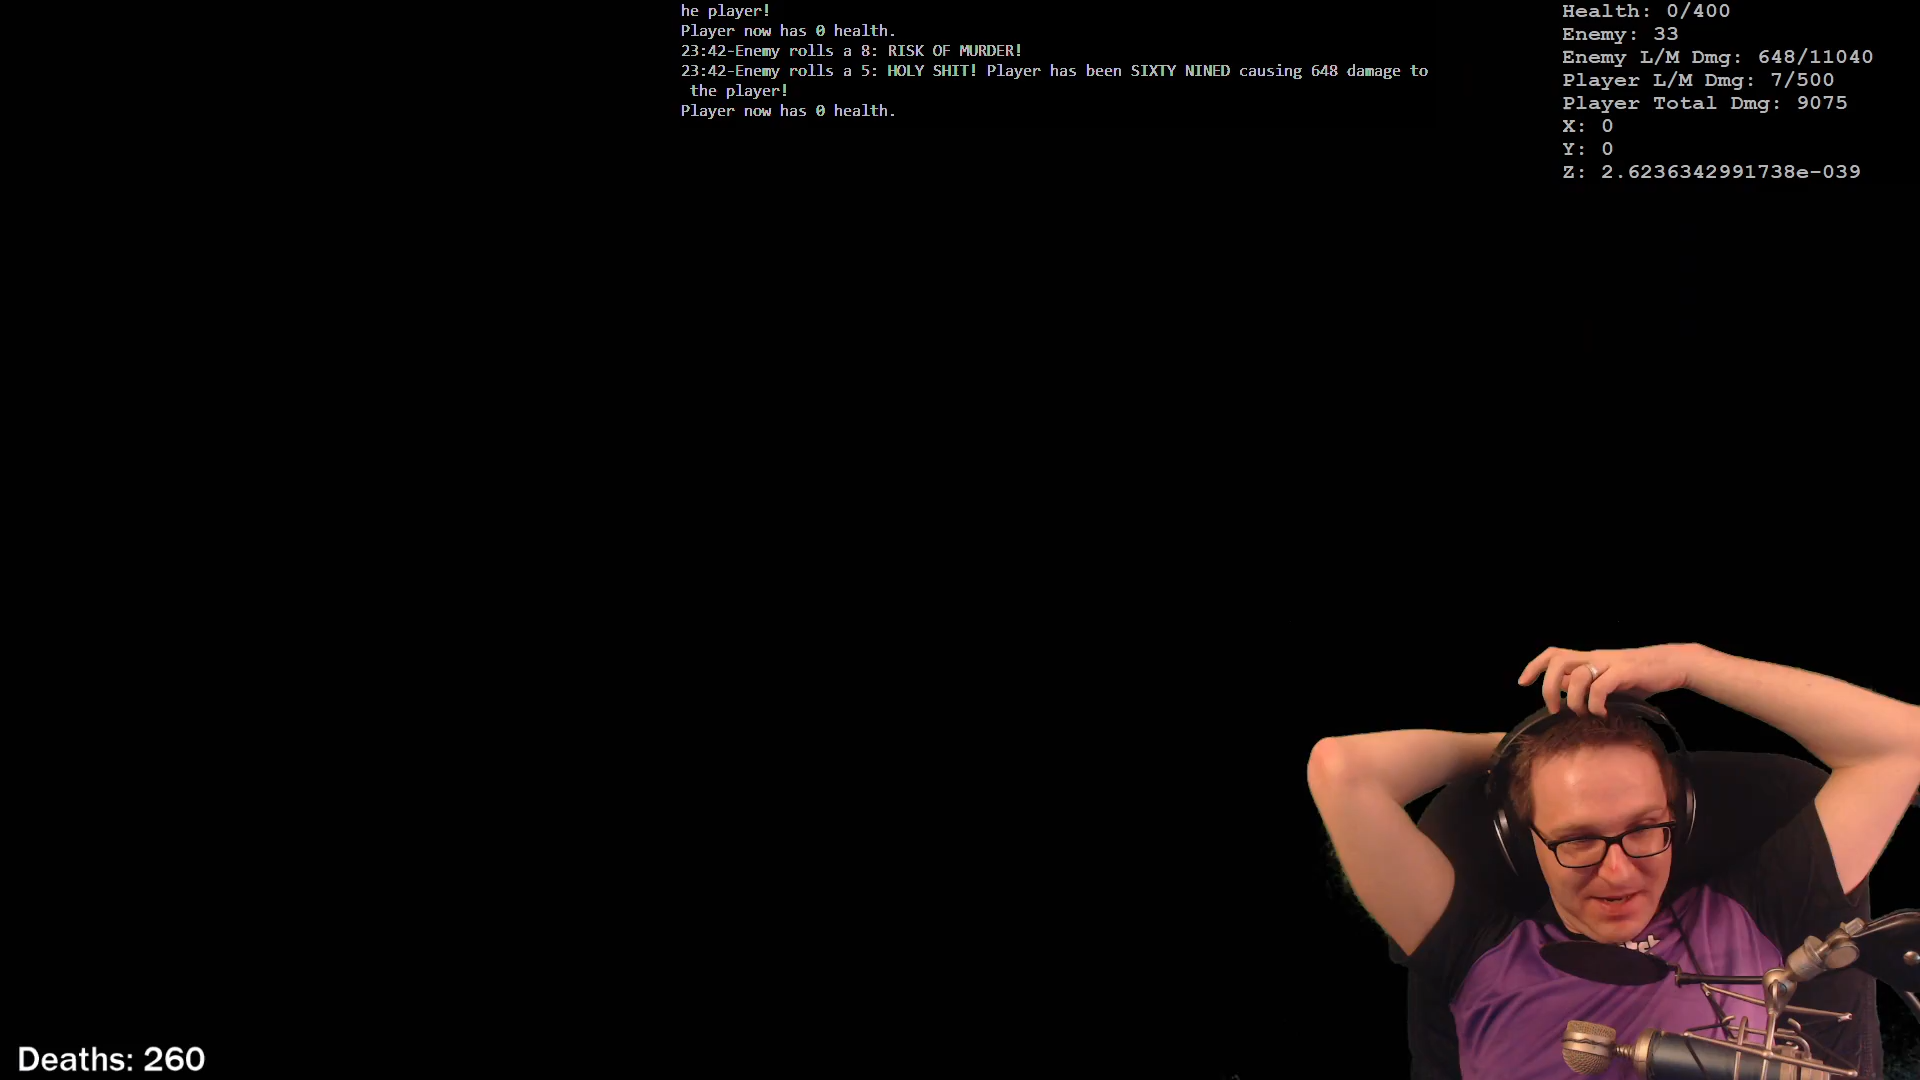 he player!
Player now has 0 health.
23:42-Enemy rolls a 8: RISK OF MURDER!
23:42-Enemy rolls a 5: HOLY SHIT! Player has been SIXTY NINED causing 648 damage to
the player!
Player now has 0 health.
Health: 0/400
Enemy: 33
Enemy L/M Dmg: 648/11040
Player L/M Dmg: 7/500
Player Total Dmg: 9075
X: 0
Y: 0
Z: 2.6236342991738e-039
Deaths: 260